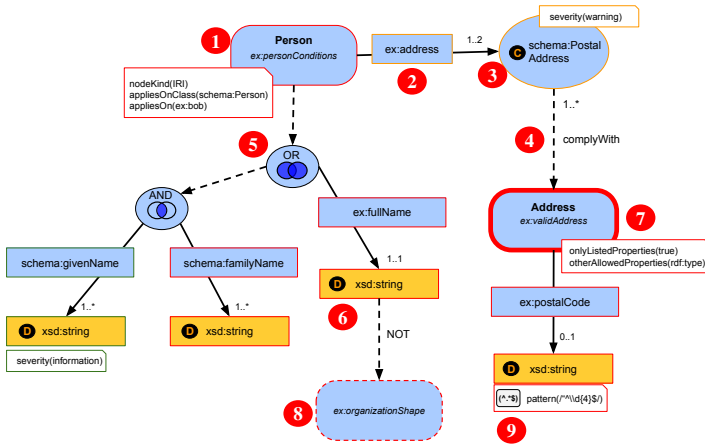 severity(warning)
1
Person
ex:personConditions
ex:address
1..2
C
schema:Postal
Address
2
3
nodeKind(IRI)
appliesOnClass(schema:Person)
appliesOn(ex:bob)
1..*
4
complyWith
5
OR
AND
ex:fullName
Address
ex:validAddress
7
onlyListedProperties(true)
otherAllowedProperties(rdf:type)
schema:givenName
schema:familyName
1..1
D xsd:string
ex:postalCode
1..*
1..*
6
D xsd:string
D xsd:string
NOT
0..1
severity(information)
D xsd:string
(^.*$) pattern(/"^\\d{4}$/)
8
ex:organizationShape
9